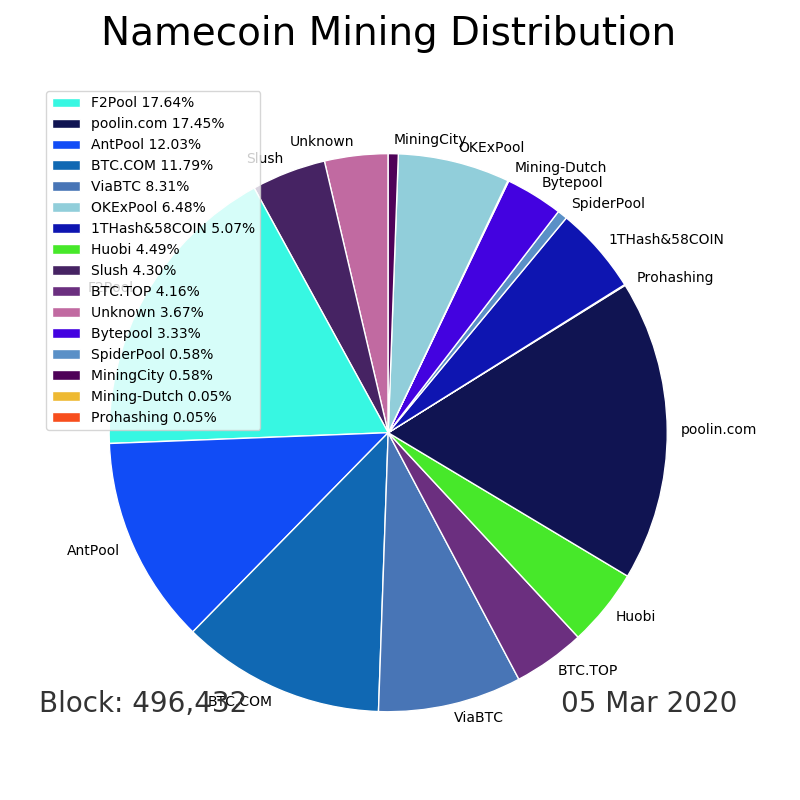 Namecoin Mining Distribution
F2Pool 17.64%
poolin.com 17.45%
AntPool 12.03%
BTC.COM 11.79%
ViaBTC 8.31%
OKExPool 6.48%
1THash&58COIN 5.07%
Huobi 4.49%
Slush 4.30%
BTC.TOP 4.16%
Unknown 3.67%
Bytepool 3.33%
SpiderPool 0.58%
MiningCity 0.58%
Mining-Dutch 0.05%
Prohashing 0.05%
MiningCity
OKExPool
Mining-Dutch
Bytepool
SpiderPool
1THash&58COIN
Prohashing
poolin.com
Huobi
BTC.TOP
ViaBTC
BTC.COM
AntPool
F2Pool
Slush
Unknown
Block: 496,432
05 Mar 2020